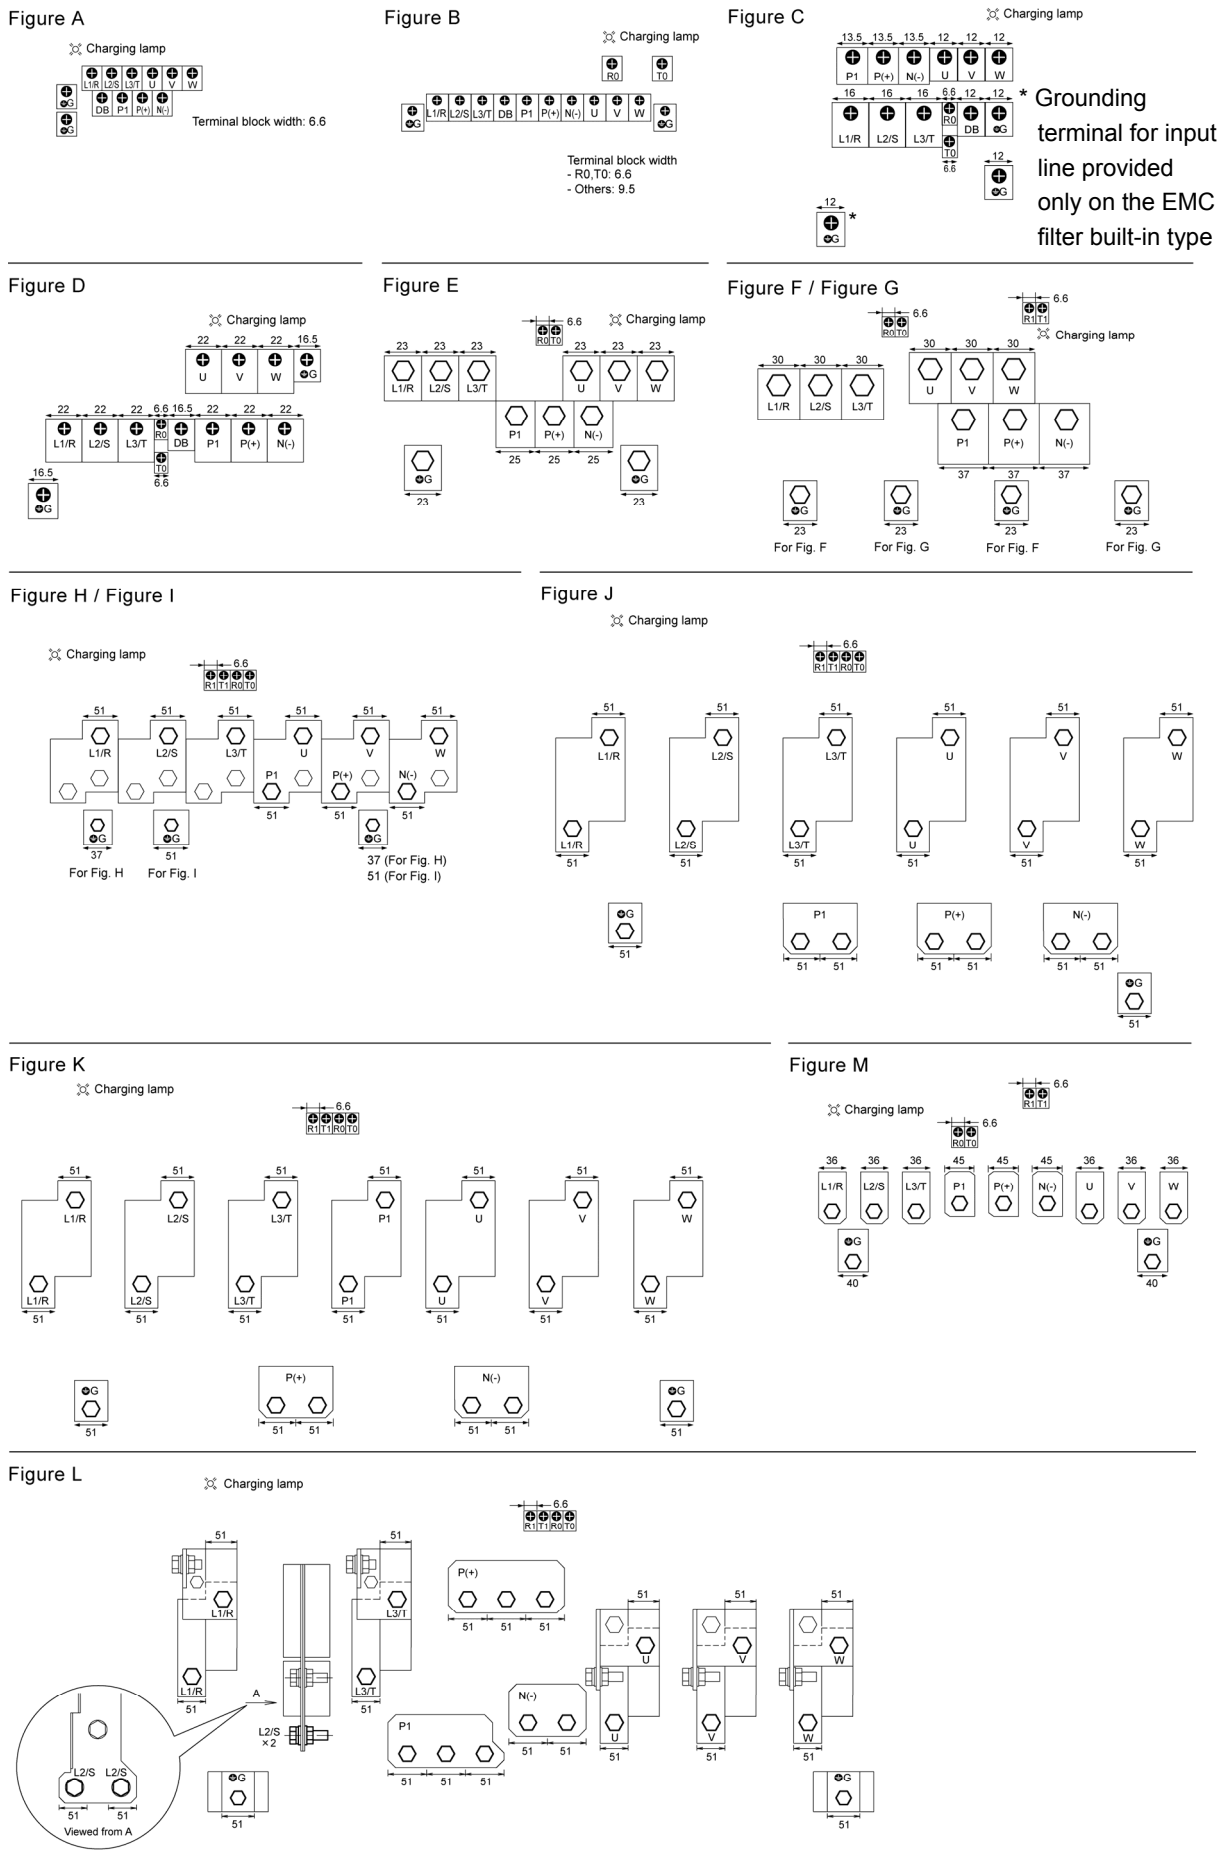 Figure A
Charging lamp
L1/R L2/S L3/T U V W
G
DB P1 P(+) N(-)
G
Terminal block width: 6.6
Figure B
Charging lamp
R0 T0
G L1/R L2/S L3/T DB P1 P(+) N(-) U V W G
Terminal block width
- R0,T0: 6.6
- Others: 9.5
Figure C
Charging lamp
13.5 13.5 13.5 12 12 12
P1 P(+) N(-) U V W
16 16 16 6.6 12 12
L1/R L2/S L3/T R0 DB G
T0
6.6
12
G
12
*
G
* Grounding
terminal for input
line provided
only on the EMC
filter built-in type
Figure D
Charging lamp
22 22 22 16.5
U V W G
22 22 22 6.6 16.5 22 22 22
L1/R L2/S L3/T R0 DB P1 P(+) N(-)
T0
6.6
16.5
G
Figure E
6.6
R0 T0
Charging lamp
23 23 23 23 23 23
L1/R L2/S L3/T U V W
P1 P(+) N(-)
25 25 25
G G
23 23
Figure F / Figure G
6.6
R0 T0
6.6
R1 T1
Charging lamp
30 30 30 30 30 30
L1/R L2/S L3/T U V W
P1 P(+) N(-)
37 37 37
G G G G
23 23 23 23
For Fig. F For Fig. G For Fig. F For Fig. G
Figure H / Figure I
Charging lamp
6.6
R1 T1 R0 T0
51 51 51 51 51 51
L1/R L2/S L3/T U V W
P1 P(+) N(-)
51 51 51
G G G
37 51 37 (For Fig. H)
For Fig. H For Fig. I 51 (For Fig. I)
Figure J
Charging lamp
6.6
R1 T1 R0 T0
51 51 51 51 51 51
L1/R L2/S L3/T U V W
L1/R L2/S L3/T U V W
51 51 51 51 51 51
G P1 P(+) N(-)
51 51 51 51 51 51 51
G
51
Figure K
Charging lamp
6.6
R1 T1 R0 T0
51 51 51 51 51 51 51
L1/R L2/S L3/T P1 U V W
L1/R L2/S L3/T P1 U V W
51 51 51 51 51 51 51
G P(+) N(-) G
51 51 51 51 51 51
Figure M
6.6
R1 T1
Charging lamp
6.6
R0 T0
36 36 36 45 45 45 36 36 36
L1/R L2/S L3/T P1 P(+) N(-) U V W
G G
40 40
Figure L
Charging lamp
6.6
R1 T1 R0 T0
51 51
L1/R L3/T
P(+)
51 51 51
51 51 51
U V W
L1/R L3/T
51 51
A
L2/S
×2
N(-)
51 51
P1
51 51 51
U V W
51 51 51
L2/S L2/S
51 51
Viewed from A
G G
51 51